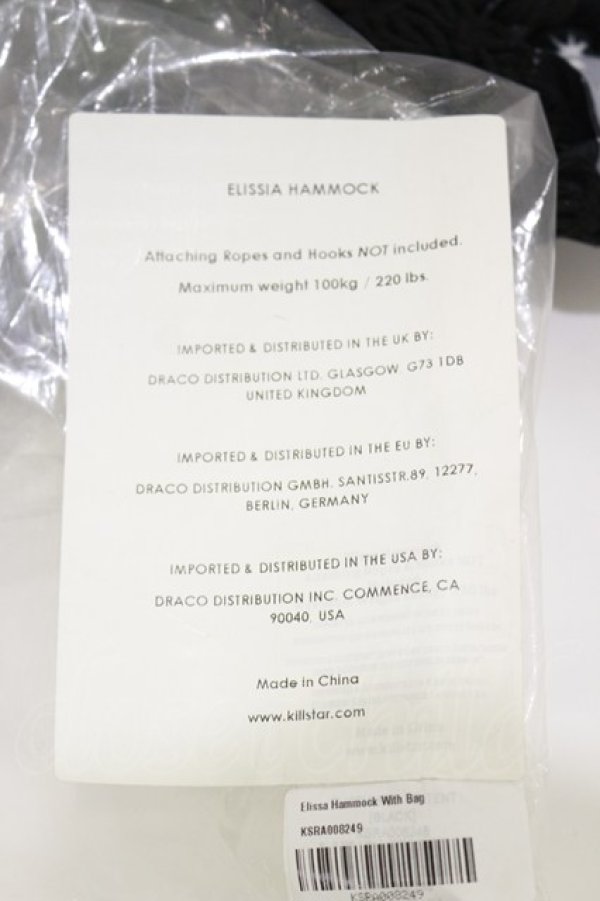 ELISSIA HAMMOCK
Attaching Ropes and Hooks NOT included.
Maximum weight 100kg / 220 lbs.
IMPORTED & DISTRIBUTED IN THE UK BY:
DRACO DISTRIBUTION LTD. GLASGOW G73 1DB
UNITED KINGDOM
IMPORTED & DISTRIBUTED IN THE EU BY:
DRACO DISTRIBUTION GMBH. SANTISSTR.89, 12277,
BERLIN, GERMANY
IMPORTED & DISTRIBUTED IN THE USA BY:
DRACO DISTRIBUTION INC. COMMENCE, CA
90040, USA
Made in China
www.killstar.com
Elissa Hammock With Bag
KSRA008249
KSRA008249